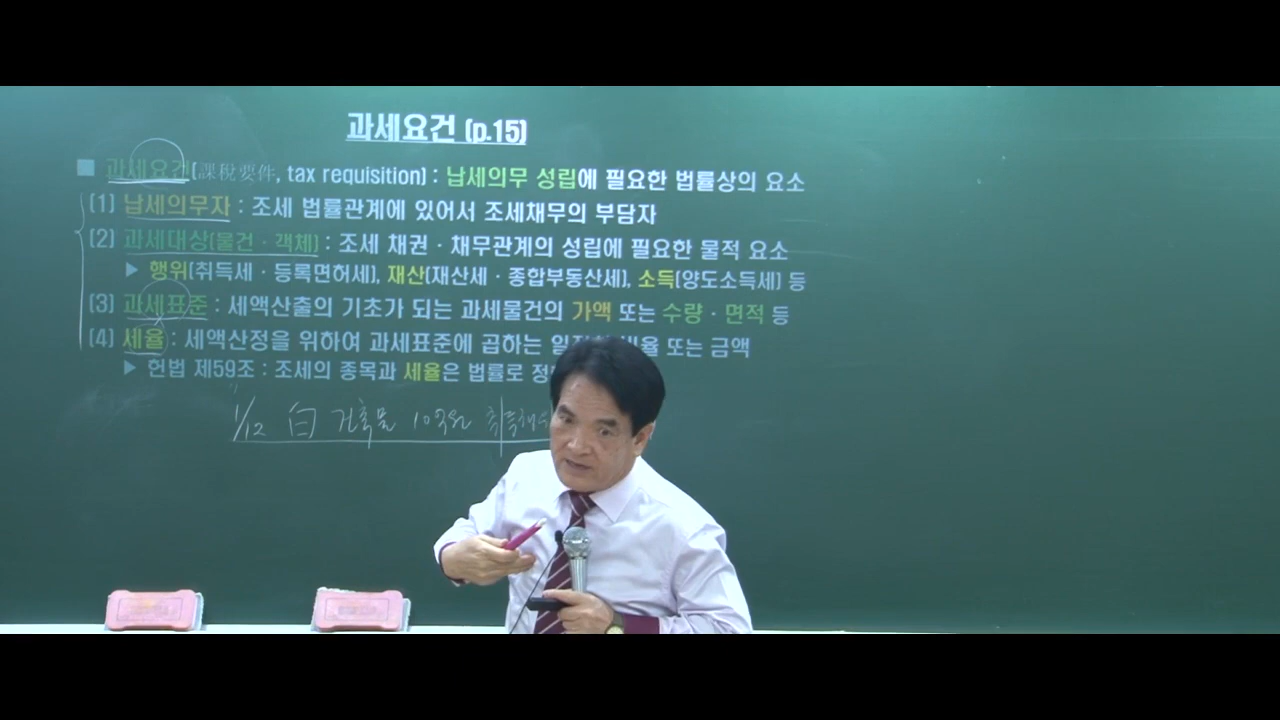 과세요건 (p.15)
■ 과세요건(課稅要件, tax requisition) : 납세의무 성립에 필요한 법률상의 요소
(1) 납세의무자 : 조세 법률관계에 있어서 조세채무의 부담자
(2) 과세대상(물건 · 객체) : 조세 채권 · 채무관계의 성립에 필요한 물적 요소
▶ 행위(취득세 · 등록면허세), 재산(재산세 · 종합부동산세), 소득(양도소득세) 등
(3) 과세표준 : 세액산출의 기초가 되는 과세물건의 가액 또는 수량 · 면적 등
(4) 세율 : 세액산정을 위하여 과세표준에 곱하는 세율 또는 금액
▶ 헌법 제59조 : 조세의 종목과 세율은 법률로
1/12 白 건축물 10억원